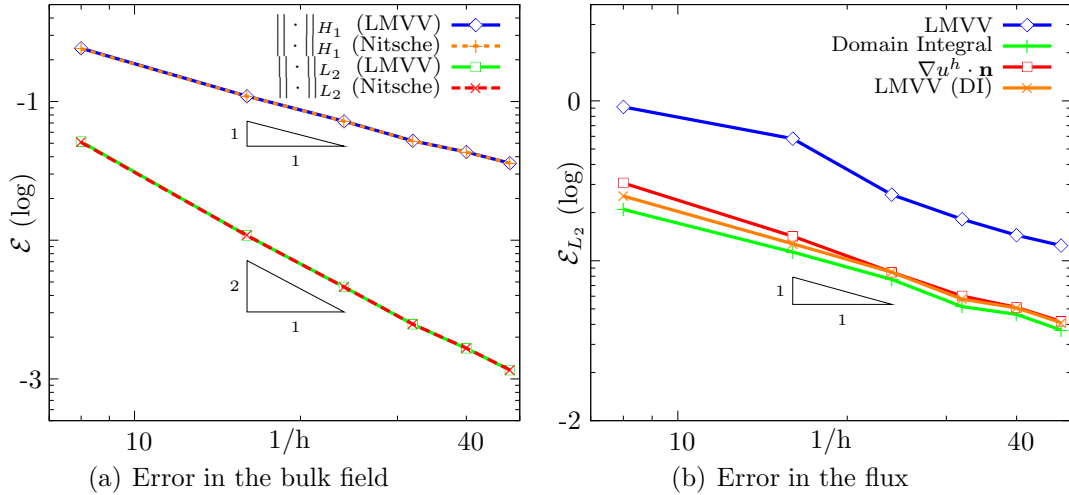 || · ||H1 (LMVV)
|| · ||H1 (Nitsche)
|| · ||L2 (LMVV)
|| · ||L2 (Nitsche)
-1
-3
ℰ (log)
1
1
2
1
10
1/h
40
(a) Error in the bulk field
LMVV
Domain Integral
∇u^h · n
LMVV (DI)
0
-2
ℰ_L2 (log)
1
1
10
1/h
40
(b) Error in the flux